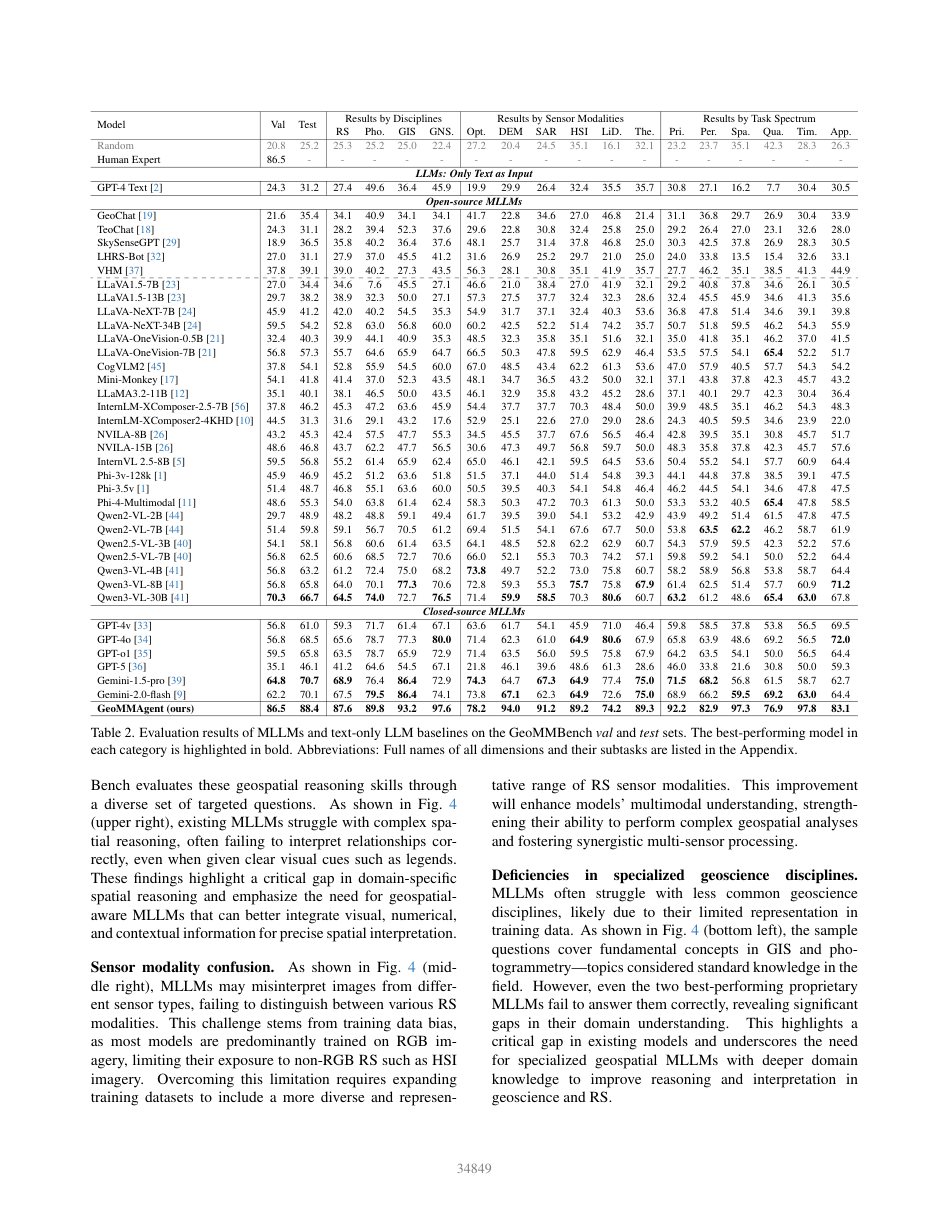 Model Val Test Results by Disciplines Results by Sensor Modalities Results by Task Spectrum
RS Pho. GIS GNS. Opt. DEM SAR HSI LiD. The. Pri. Per. Spa. Qua. Tim. App.
Random 20.8 25.2 25.3 25.2 25.0 22.4 27.2 20.4 24.5 35.1 16.1 32.1 23.2 23.7 35.1 42.3 28.3 26.3
Human Expert 86.5 - - - - - - - - - - - - - - - - -
LLMs: Only Text as Input
GPT-4 Text [2] 24.3 31.2 27.4 49.6 36.4 45.9 19.9 29.9 26.4 32.4 35.5 35.7 30.8 27.1 16.2 7.7 30.4 30.5
Open-source MLLMs
GeoChat [19] 21.6 35.4 34.1 40.9 34.1 34.1 41.7 22.8 34.6 27.0 46.8 21.4 31.1 36.8 29.7 26.9 28.3 33.9
TeoChat [18] 24.3 31.1 28.2 39.4 52.3 37.6 29.6 22.8 30.8 32.4 25.8 25.0 29.2 26.4 27.0 23.1 32.6 28.0
SkySenseGPT [29] 18.9 36.5 35.8 40.2 36.4 37.6 48.1 25.7 31.4 37.8 46.8 25.0 30.3 42.5 37.8 26.9 28.3 30.5
LHRS-Bot [32] 27.0 31.1 27.9 37.0 45.5 41.2 31.6 26.9 25.2 29.7 21.0 25.0 24.0 33.8 13.5 15.4 32.6 33.1
VHM [37] 37.8 39.1 39.0 40.2 27.3 43.5 56.3 28.1 30.8 35.1 41.9 35.7 27.7 46.2 35.1 38.5 41.3 44.9
LLaVA1.5-7B [23] 27.0 34.4 34.6 7.6 45.5 27.1 46.6 21.0 38.4 27.0 41.9 32.1 29.2 40.8 37.8 34.6 26.1 30.5
LLaVA1.5-13B [23] 29.7 38.2 38.9 32.3 50.0 27.1 57.3 27.5 37.7 32.4 32.3 28.6 32.4 45.5 45.9 34.6 41.3 35.6
LLaVA-NeXT-7B [24] 45.9 41.2 42.0 40.2 54.5 35.3 54.9 31.7 37.1 32.4 40.3 53.6 36.8 47.8 51.4 34.6 39.1 39.8
LLaVA-NeXT-34B [24] 59.5 54.2 52.8 63.0 56.8 60.0 60.2 42.5 52.2 51.4 74.2 35.7 50.7 51.8 59.5 46.2 54.3 55.9
LLaVA-OneVision-0.5B [21] 32.4 40.3 39.9 44.1 40.9 35.3 48.5 32.3 35.8 35.1 51.6 32.1 35.0 41.8 35.1 46.2 37.0 41.5
LLaVA-OneVision-7B [21] 56.8 57.3 55.7 64.6 65.9 64.7 66.5 50.3 47.8 59.5 62.9 46.4 53.5 57.5 54.1 65.4 52.2 51.7
CogVLM2 [45] 37.8 54.1 52.8 55.9 54.5 60.0 67.0 48.5 43.4 62.2 61.3 53.6 47.0 57.9 40.5 57.7 54.3 54.2
Mini-Monkey [17] 54.1 41.8 41.4 37.0 52.3 43.5 48.1 34.7 36.5 43.2 50.0 32.1 37.1 43.8 37.8 42.3 45.7 43.2
LLaMA3.2-11B [12] 35.1 40.1 38.1 46.5 50.0 43.5 46.1 32.9 35.8 43.2 45.2 28.6 37.4 40.1 29.7 42.3 30.4 36.4
InternLM-XComposer-2.5-7B [56] 37.8 46.2 45.3 47.2 63.6 45.9 54.4 37.7 37.7 70.3 48.4 50.0 39.9 48.5 35.1 46.2 54.3 48.3
InternLM-XComposer2-4KHD [10] 44.5 31.3 31.6 29.1 43.2 17.6 52.9 25.1 22.6 27.0 29.0 28.6 24.3 40.5 59.5 34.6 23.9 22.0
NVILA-8B [26] 43.2 45.3 42.4 57.5 47.7 55.3 34.5 45.5 37.7 67.6 56.5 46.4 42.8 39.5 35.1 30.8 45.7 51.7
NVILA-15B [26] 48.6 46.8 43.7 62.2 47.7 56.5 30.6 47.3 49.7 56.8 59.7 50.0 48.3 35.8 37.8 42.3 45.7 57.6
InternVL 2.5-8B [5] 59.5 56.8 55.2 61.4 65.9 62.4 65.0 46.1 42.1 59.5 64.5 53.6 50.4 55.2 54.1 57.7 60.9 64.4
Phi-3v-128k [1] 45.9 46.9 45.2 51.2 63.6 51.8 51.5 37.1 44.0 51.4 54.8 39.3 44.1 44.8 37.8 38.5 39.1 47.5
Phi-3.5v [1] 51.4 48.7 46.8 55.1 63.6 60.0 50.5 39.5 40.3 54.1 54.8 46.4 46.2 44.5 54.1 34.6 47.8 47.5
Phi-4-Multimodal [11] 48.6 55.3 54.0 63.8 61.4 62.4 58.3 50.3 47.2 70.3 61.3 50.0 53.3 53.2 40.5 65.4 47.8 58.5
Qwen2-VL-2B [44] 29.7 48.9 48.2 48.8 59.1 49.4 61.7 39.5 39.0 54.1 53.2 42.9 43.9 49.2 51.4 61.5 47.8 47.5
Qwen2-VL-7B [44] 51.4 59.8 59.1 56.7 70.5 61.2 69.4 51.5 54.1 67.6 67.7 50.0 53.8 63.5 62.2 46.2 58.7 61.9
Qwen2.5-VL-3B [40] 54.1 58.1 56.8 60.6 61.4 63.5 64.1 48.5 52.8 62.2 62.9 60.7 54.3 57.9 59.5 42.3 52.2 57.6
Qwen2.5-VL-7B [40] 56.8 62.5 60.6 68.5 72.7 70.6 66.0 52.1 55.3 70.3 74.2 57.1 59.8 59.2 54.1 50.0 52.2 64.4
Qwen3-VL-4B [41] 56.8 63.2 61.2 72.4 75.0 68.2 73.8 49.7 52.2 73.0 75.8 60.7 58.2 58.9 56.8 53.8 58.7 64.4
Qwen3-VL-8B [41] 56.8 65.8 64.0 70.1 77.3 70.6 72.8 59.3 55.3 75.7 75.8 67.9 61.4 62.5 51.4 57.7 60.9 71.2
Qwen3-VL-30B [41] 70.3 66.7 64.5 74.0 72.7 76.5 71.4 59.9 58.5 70.3 80.6 60.7 63.2 61.2 48.6 65.4 63.0 67.8
Closed-source MLLMs
GPT-4v [33] 56.8 61.0 59.3 71.7 61.4 67.1 63.6 61.7 54.1 45.9 71.0 46.4 59.8 58.5 37.8 53.8 56.5 69.5
GPT-4o [34] 56.8 68.5 65.6 78.7 77.3 80.0 71.4 62.3 61.0 64.9 80.6 67.9 65.8 63.9 48.6 69.2 56.5 72.0
GPT-o1 [35] 59.5 65.8 63.5 78.7 65.9 72.9 71.4 63.5 56.0 59.5 75.8 67.9 64.2 63.5 54.1 50.0 56.5 64.4
GPT-5 [36] 35.1 46.1 41.2 64.6 54.5 67.1 21.8 46.1 39.6 48.6 61.3 28.6 46.0 33.8 21.6 30.8 50.0 59.3
Gemini-1.5-pro [39] 64.8 70.7 68.9 76.4 86.4 72.9 74.3 64.7 67.3 64.9 77.4 75.0 71.5 68.2 56.8 61.5 58.7 62.7
Gemini-2.0-flash [9] 62.2 70.1 67.5 79.5 86.4 74.1 73.8 67.1 62.3 64.9 72.6 75.0 68.9 66.2 59.5 69.2 63.0 64.4
GeoMMAgent (ours) 86.5 88.4 87.6 89.8 93.2 97.6 78.2 94.0 91.2 89.2 74.2 89.3 92.2 82.9 97.3 76.9 97.8 83.1
Table 2. Evaluation results of MLLMs and text-only LLM baselines on the GeoMMBench val and test sets. The best-performing model in
each category is highlighted in bold. Abbreviations: Full names of all dimensions and their subtasks are listed in the Appendix.
Bench evaluates these geospatial reasoning skills through
a diverse set of targeted questions. As shown in Fig. 4
(upper right), existing MLLMs struggle with complex spa-
tial reasoning, often failing to interpret relationships cor-
rectly, even when given clear visual cues such as legends.
These findings highlight a critical gap in domain-specific
spatial reasoning and emphasize the need for geospatial-
aware MLLMs that can better integrate visual, numerical,
and contextual information for precise spatial interpretation.
Sensor modality confusion. As shown in Fig. 4 (mid-
dle right), MLLMs may misinterpret images from differ-
ent sensor types, failing to distinguish between various RS
modalities. This challenge stems from training data bias,
as most models are predominantly trained on RGB im-
agery, limiting their exposure to non-RGB RS such as HSI
imagery. Overcoming this limitation requires expanding
training datasets to include a more diverse and represen-
tative range of RS sensor modalities. This improvement
will enhance models' multimodal understanding, strength-
ening their ability to perform complex geospatial analyses
and fostering synergistic multi-sensor processing.
Deficiencies in specialized geoscience disciplines.
MLLMs often struggle with less common geoscience
disciplines, likely due to their limited representation in
training data. As shown in Fig. 4 (bottom left), the sample
questions cover fundamental concepts in GIS and pho-
togrammetry—topics considered standard knowledge in the
field. However, even the two best-performing proprietary
MLLMs fail to answer them correctly, revealing significant
gaps in their domain understanding. This highlights a
critical gap in existing models and underscores the need
for specialized geospatial MLLMs with deeper domain
knowledge to improve reasoning and interpretation in
geoscience and RS.
34849